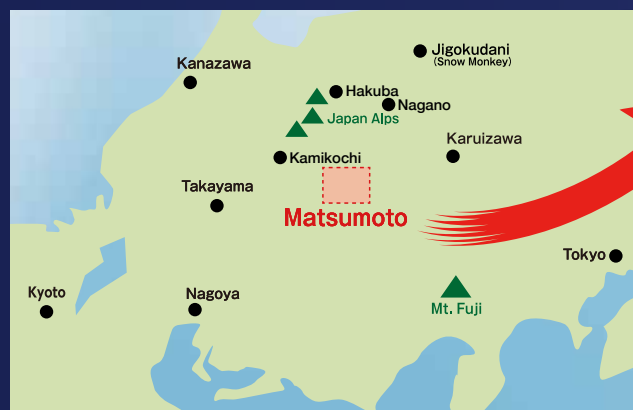 Jigokudani
(Snow Monkey)
Kanazawa
Hakuba
Nagano
Japan Alps
Karuizawa
Kamikochi
Takayama
Matsumoto
Tokyo
Kyoto
Nagoya
Mt. Fuji